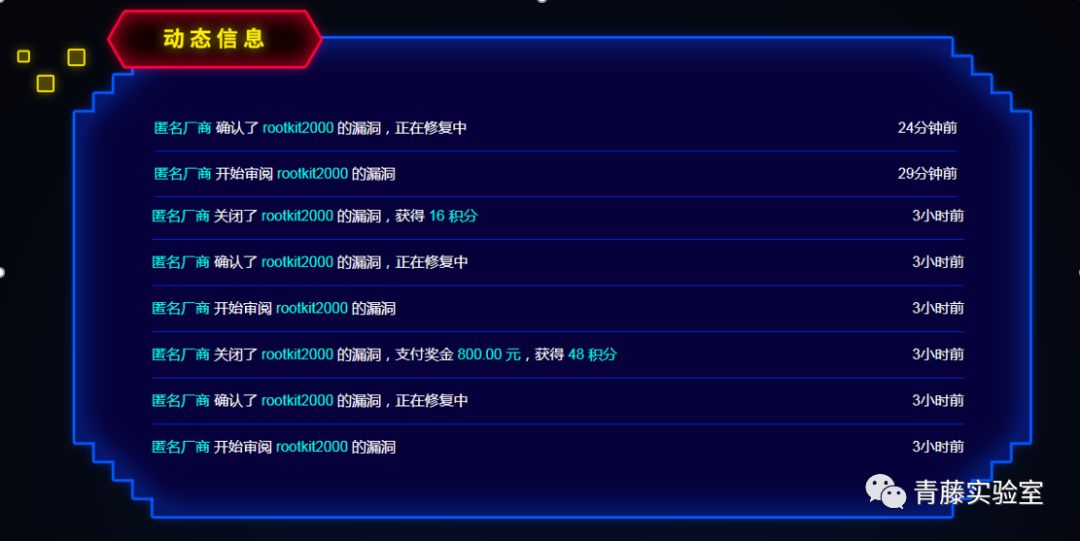 动态信息
匿名厂商 确认了 rootkit2000 的漏洞，正在修复中 24分钟前
匿名厂商 开始审阅 rootkit2000 的漏洞 29分钟前
匿名厂商 关闭了 rootkit2000 的漏洞，获得 16 积分 3小时前
匿名厂商 确认了 rootkit2000 的漏洞，正在修复中 3小时前
匿名厂商 开始审阅 rootkit2000 的漏洞 3小时前
匿名厂商 关闭了 rootkit2000 的漏洞，支付奖金 800.00 元，获得 48 积分 3小时前
匿名厂商 确认了 rootkit2000 的漏洞，正在修复中 3小时前
匿名厂商 开始审阅 rootkit2000 的漏洞 3小时前
青藤实验室